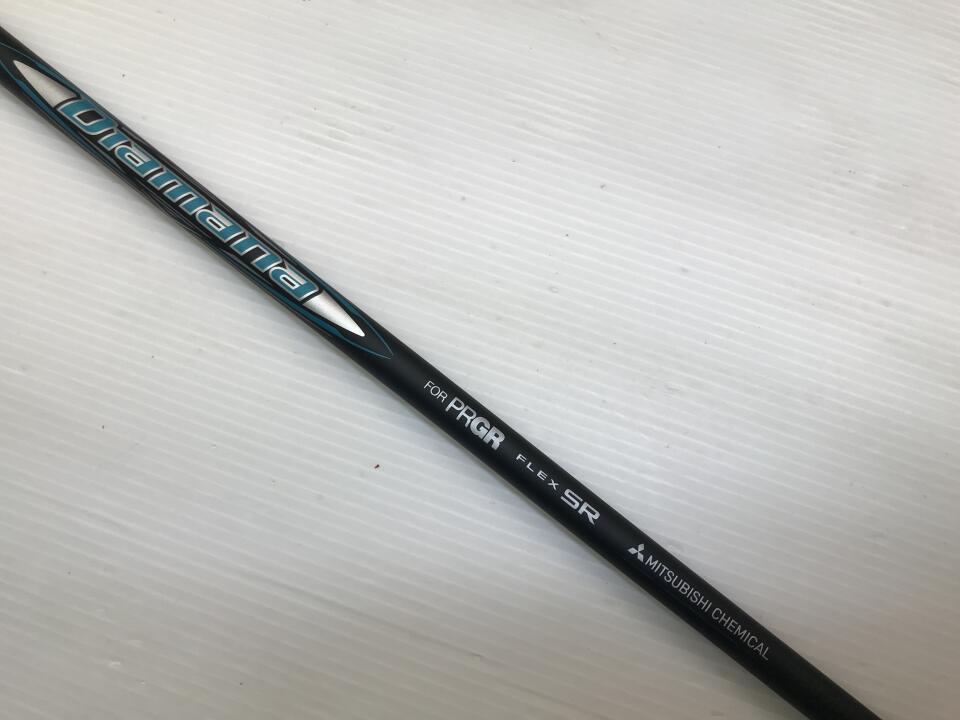 Diamana
FOR PRGR FLEX SR
MITSUBISHI CHEMICAL